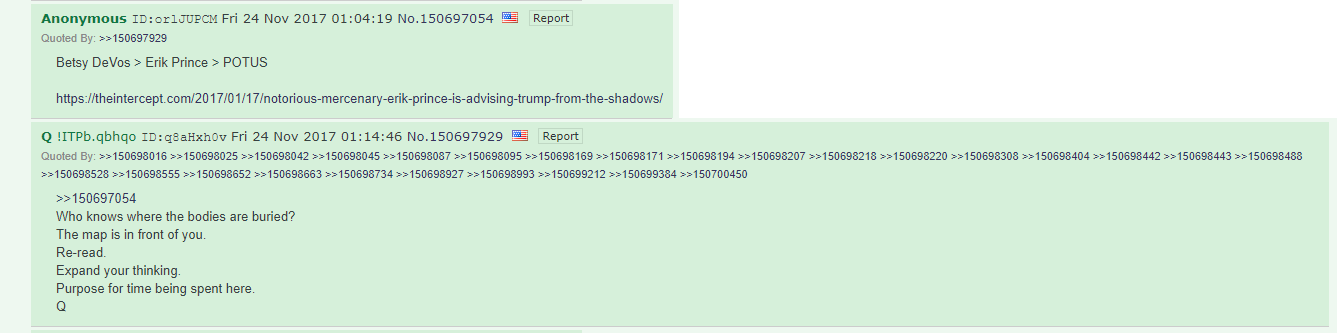 Anonymous ID:orlJUPCM Fri 24 Nov 2017 01:04:19 No.150697054 Report
Quoted By: >>150697929
Betsy DeVos > Erik Prince > POTUS
https://theintercept.com/2017/01/17/notorious-mercenary-erik-prince-is-advising-trump-from-the-shadows/
Q !ITPb.qbhqo ID:q8aHxh0v Fri 24 Nov 2017 01:14:46 No.150697929 Report
Quoted By: >>150698016 >>150698025 >>150698042 >>150698045 >>150698087 >>150698095 >>150698169 >>150698171 >>150698194 >>150698207 >>150698218 >>150698220 >>150698308 >>150698404 >>150698442 >>150698443 >>150698488
>>150698528 >>150698555 >>150698652 >>150698663 >>150698734 >>150698927 >>150698993 >>150699212 >>150699384 >>150700450
>>150697054
Who knows where the bodies are buried?
The map is in front of you.
Re-read.
Expand your thinking.
Purpose for time being spent here.
Q